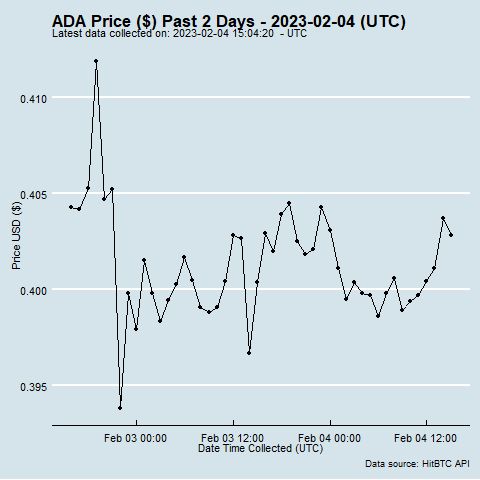 ADA Price ($) Past 2 Days - 2023-02-04 (UTC)
Latest data collected on: 2023-02-04 15:04:20 - UTC
0.410
0.405
0.400
0.395
Price USD ($)
Feb 03 00:00 Feb 03 12:00 Feb 04 00:00 Feb 04 12:00
Date Time Collected (UTC)
Data source: HitBTC API